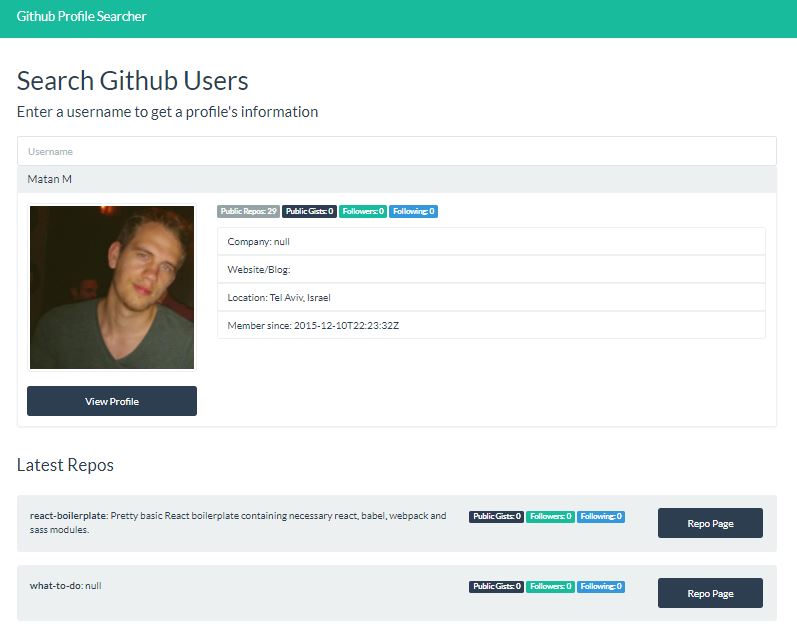 Github Profile Searcher
Search Github Users
Enter a username to get a profile's information
Username
Matan M
Public Repos: 29 Public Gists: 0 Followers: 0 Following: 0
Company: null
Website/Blog:
Location: Tel Aviv, Israel
Member since: 2015-12-10T22:23:32Z
View Profile
Latest Repos
react-boilerplate: Pretty basic React boilerplate containing necessary react, babel, webpack and
sass modules.
Public Gists: 0 Followers: 0 Following: 0
Repo Page
what-to-do: null
Public Gists: 0 Followers: 0 Following: 0
Repo Page